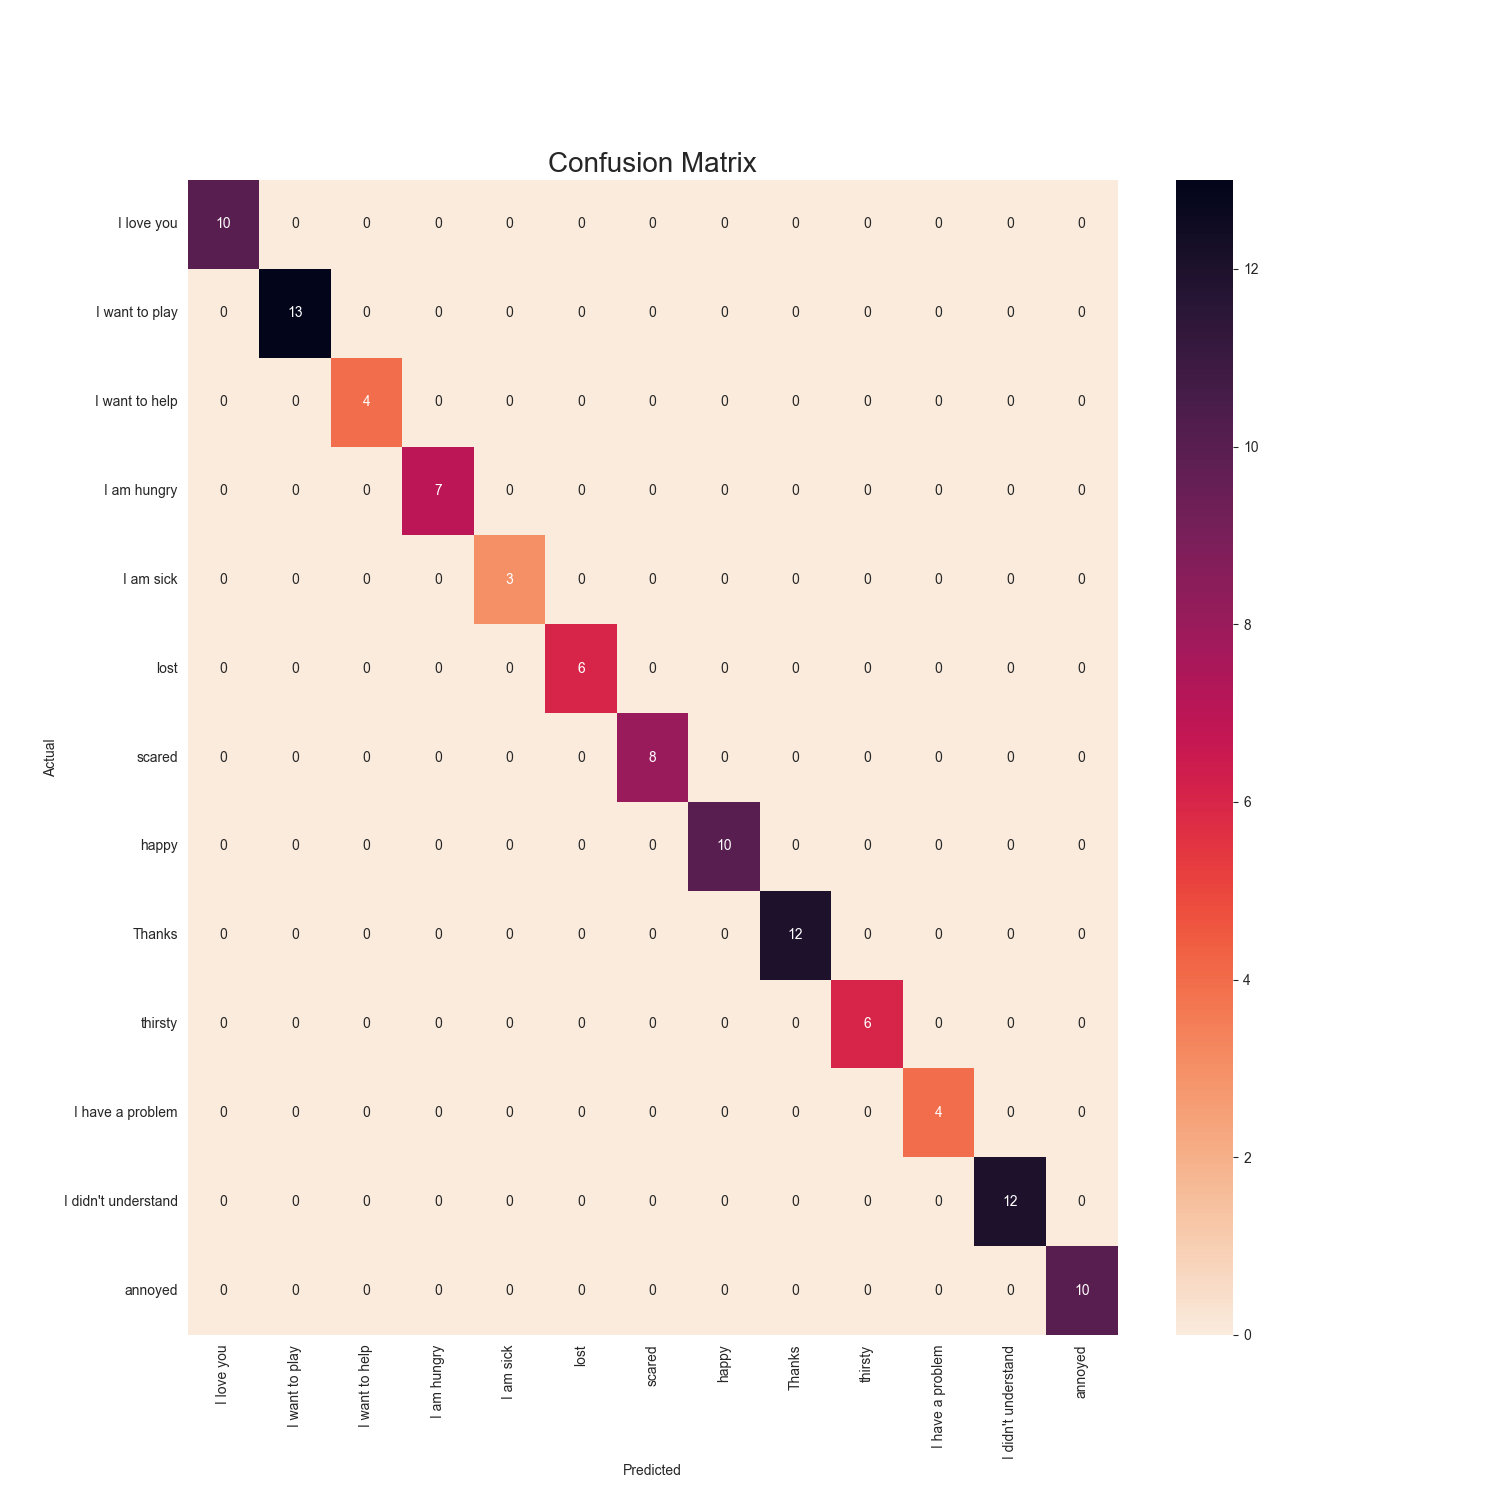 Confusion Matrix
I love you 10 0 0 0 0 0 0 0 0 0 0 0 0
I want to play 0 13 0 0 0 0 0 0 0 0 0 0 0
I want to help 0 0 4 0 0 0 0 0 0 0 0 0 0
I am hungry 0 0 0 7 0 0 0 0 0 0 0 0 0
I am sick 0 0 0 0 3 0 0 0 0 0 0 0 0
lost 0 0 0 0 0 6 0 0 0 0 0 0 0
scared 0 0 0 0 0 0 8 0 0 0 0 0 0
happy 0 0 0 0 0 0 0 10 0 0 0 0 0
Thanks 0 0 0 0 0 0 0 0 12 0 0 0 0
thirsty 0 0 0 0 0 0 0 0 0 6 0 0 0
I have a problem 0 0 0 0 0 0 0 0 0 0 4 0 0
I didn't understand 0 0 0 0 0 0 0 0 0 0 0 12 0
annoyed 0 0 0 0 0 0 0 0 0 0 0 0 10
Actual
I love you
I want to play
I want to help
I am hungry
I am sick
lost
scared
happy
Thanks
thirsty
I have a problem
I didn't understand
annoyed
Predicted
12
10
8
6
4
2
0